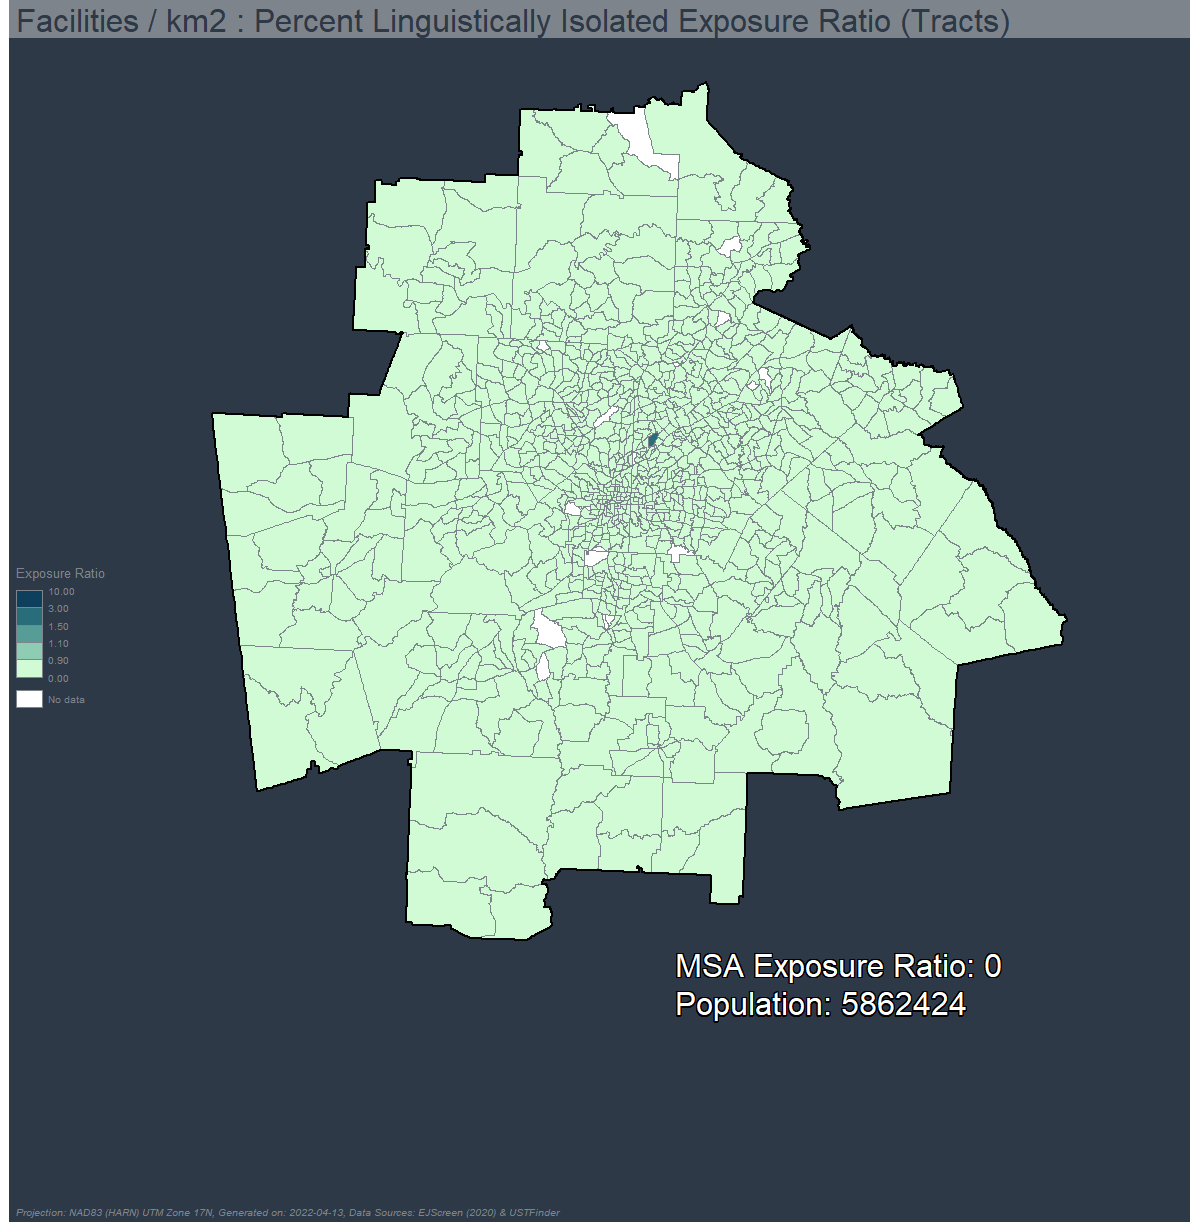 Facilities / km2 : Percent Linguistically Isolated Exposure Ratio (Tracts)
Exposure Ratio
10.00
3.00
1.50
1.10
0.90
0.00
No data
MSA Exposure Ratio: 0
Population: 5862424
Projection: NAD83 (HARN) UTM Zone 17N, Generated on: 2022-04-13, Data Sources: EJScreen (2020) & USTFinder